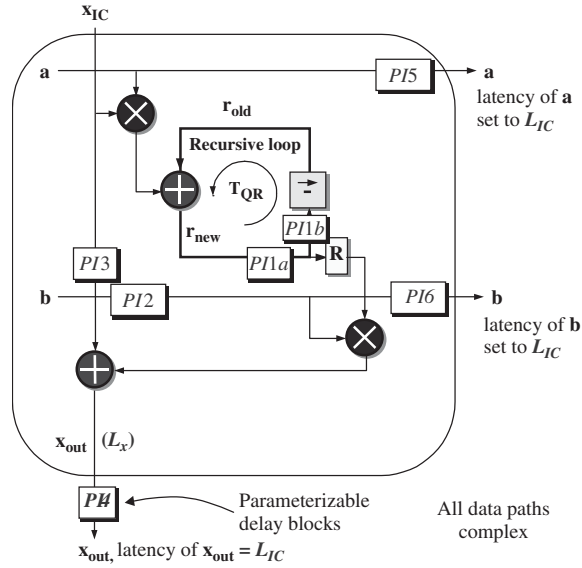 x_IC
a
PI5
a
latency of a
set to L_IC
r_old
Recursive loop
T_QR
-
r_new
PI1b
PI1a
R
PI3
b
PI2
PI6
b
latency of b
set to L_IC
x_out (L_x)
PI4
Parameterizable
delay blocks
All data paths
complex
x_out, latency of x_out = L_IC